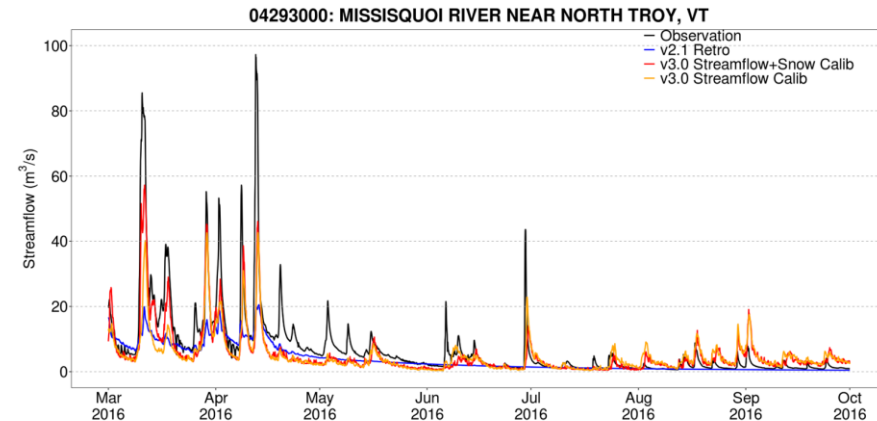 04293000: MISSISQUOI RIVER NEAR NORTH TROY, VT
Observation
v2.1 Retro
v3.0 Streamflow+Snow Calib
v3.0 Streamflow Calib
Streamflow (m³/s)
100
80
60
40
20
0
Mar Apr May Jun Jul Aug Sep Oct
2016 2016 2016 2016 2016 2016 2016 2016